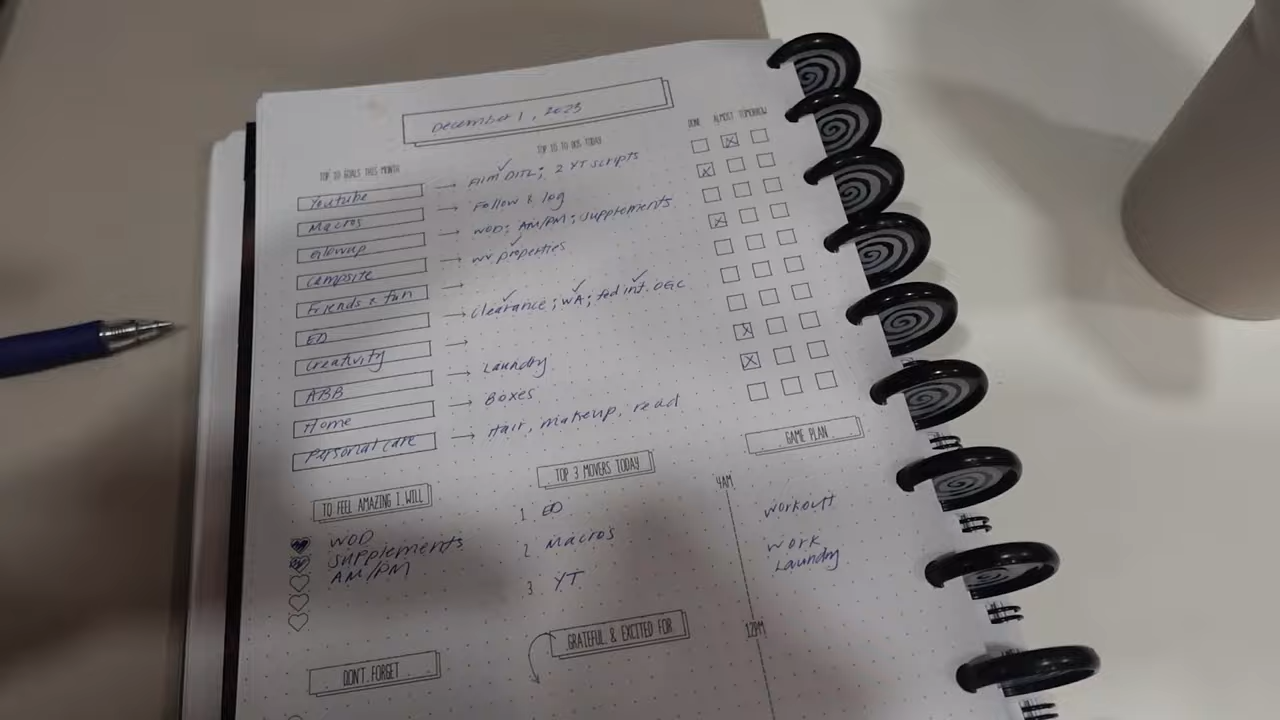 December 1, 2023
DONE ALMOST TOMORROW
TOP 10 GOALS THIS MONTH
TOP 10 TO DOS TODAY
Youtube → Film DITL; 2 YT scripts
Macros → Follow & log
Glowup → WOD; AM/PM; supplements
Campsite → WV properties
Friends & fun →
ED → Clearance; WA; ted int. OGC
Creativity →
ABB → Laundry
Home → Boxes
Personal care → Hair, makeup, read
TO FEEL AMAZING I WILL
WOD
Supplements
AM/PM
TOP 3 MOVERS TODAY
1 ED
2 Macros
3 YT
GAME PLAN
4AM
workout
work
Laundry
12PM
GRATEFUL & EXCITED FOR
DON'T FORGET